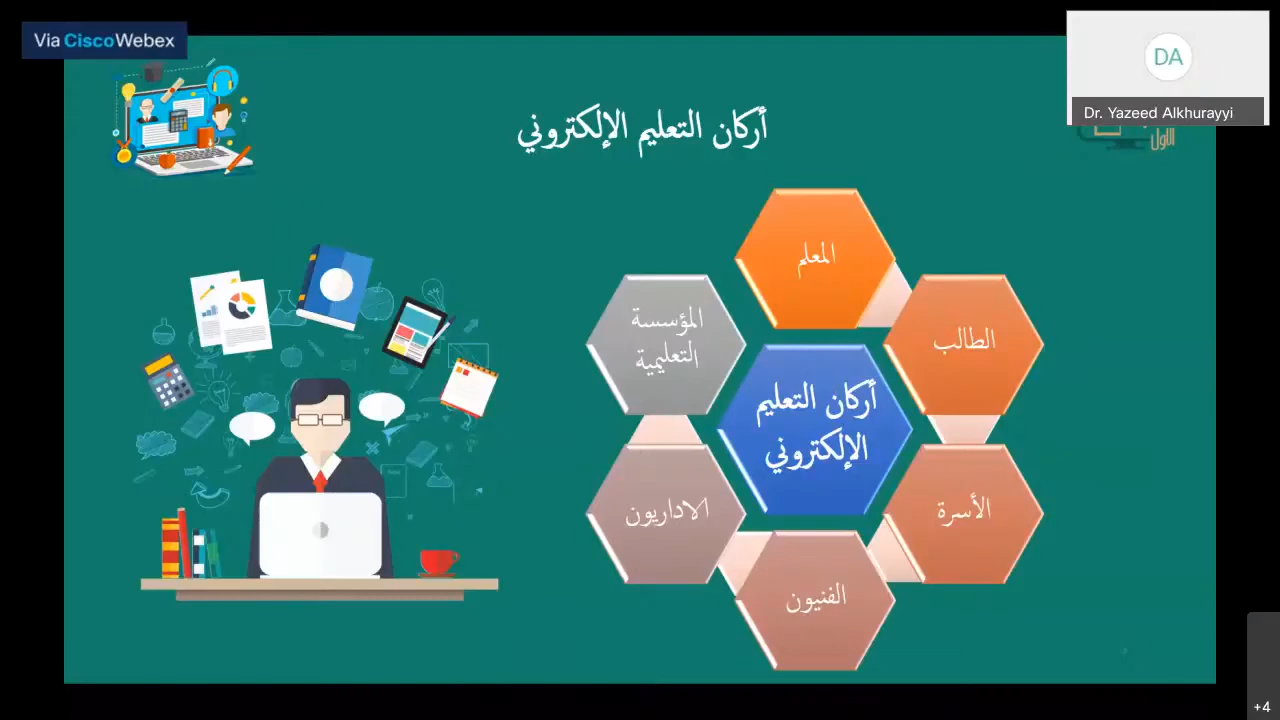 Via CiscoWebex
DA
Dr. Yazeed Alkhurayyi
الأول
أركان التعليم الإلكتروني
المعلم
الطالب
الأسرة
الفنيون
الاداريون
المؤسسة
التعليمية
أركان التعليم
الإلكتروني
+4